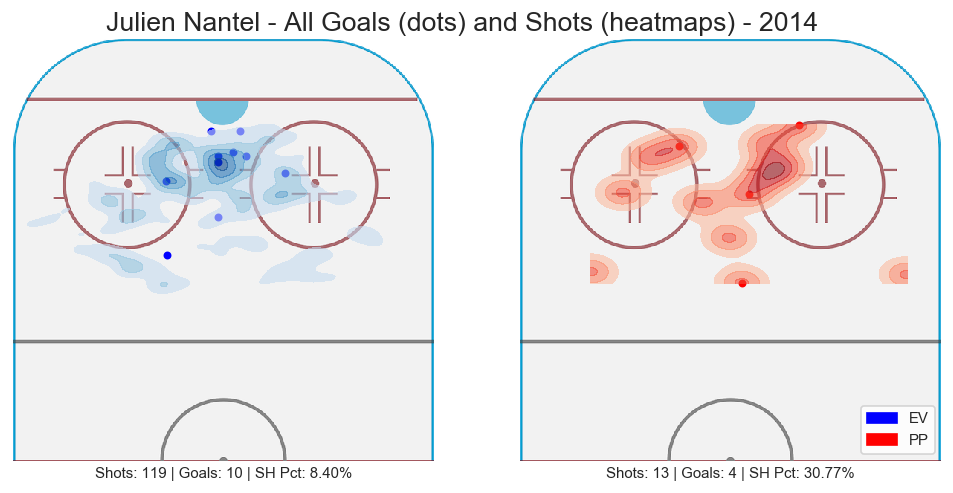 Julien Nantel - All Goals (dots) and Shots (heatmaps) - 2014
EV
PP
Shots: 119 | Goals: 10 | SH Pct: 8.40%
Shots: 13 | Goals: 4 | SH Pct: 30.77%